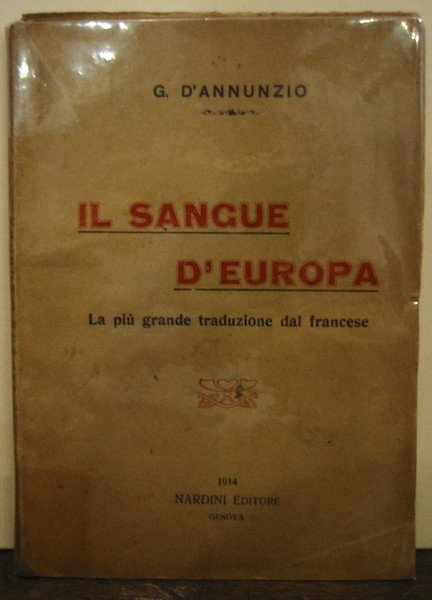 G. D'ANNUNZIO
IL SANGUE
D'EUROPA
La più grande traduzione dal francese
1914
NARDINI EDITORE
GENOVA